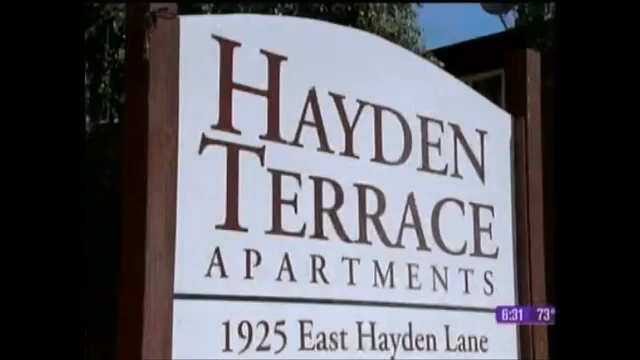 HAYDEN
TERRACE
APARTMENTS
1925 East Hayden Lane
6:31 73°